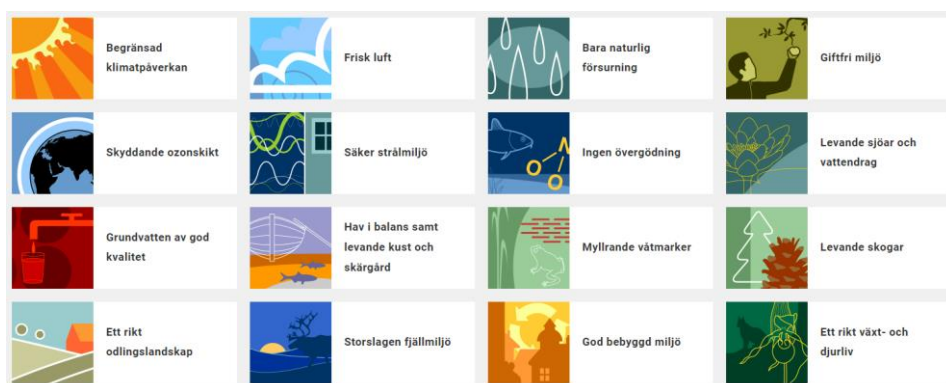 Begränsad
klimatpåverkan
Frisk luft
Bara naturlig
försurning
Giftfri miljö
Skyddande ozonskikt
Säker strålmiljö
Ingen övergödning
Levande sjöar och
vattendrag
Grundvatten av god
kvalitet
Hav i balans samt
levande kust och
skärgård
Myllrande våtmarker
Levande skogar
Ett rikt
odlingslandskap
Storslagen fjällmiljö
God bebyggd miljö
Ett rikt växt- och
djurliv